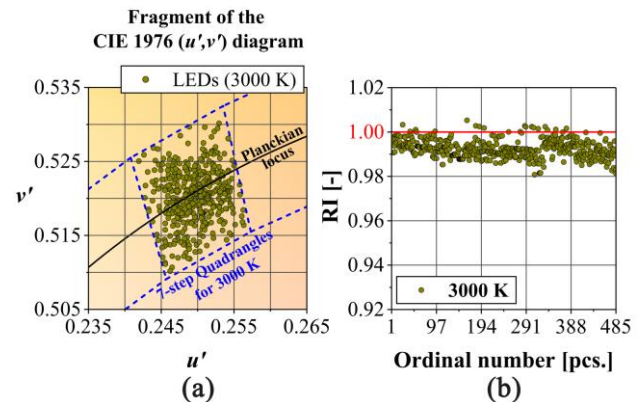 Fragment of the
CIE 1976 (u',v') diagram
LEDs (3000 K)
0.535
0.525
0.515
0.505
v'
Planckian
locus
7-step Quadrangles
for 3000 K
0.235
0.245
0.255
0.265
u'
(a)
1.02
1.00
0.98
0.96
0.94
0.92
RI [-]
3000 K
1
97
194
291
388
485
Ordinal number [pcs.]
(b)